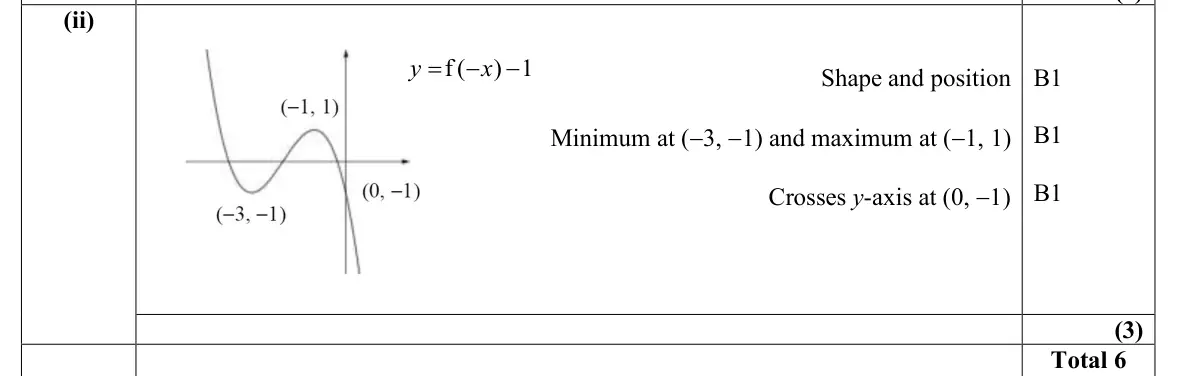 (ii)
y = f(−x) − 1
Shape and position B1
(−1, 1)
Minimum at (−3, −1) and maximum at (−1, 1) B1
(0, −1)
Crosses y-axis at (0, −1) B1
(−3, −1)
(3)
Total 6